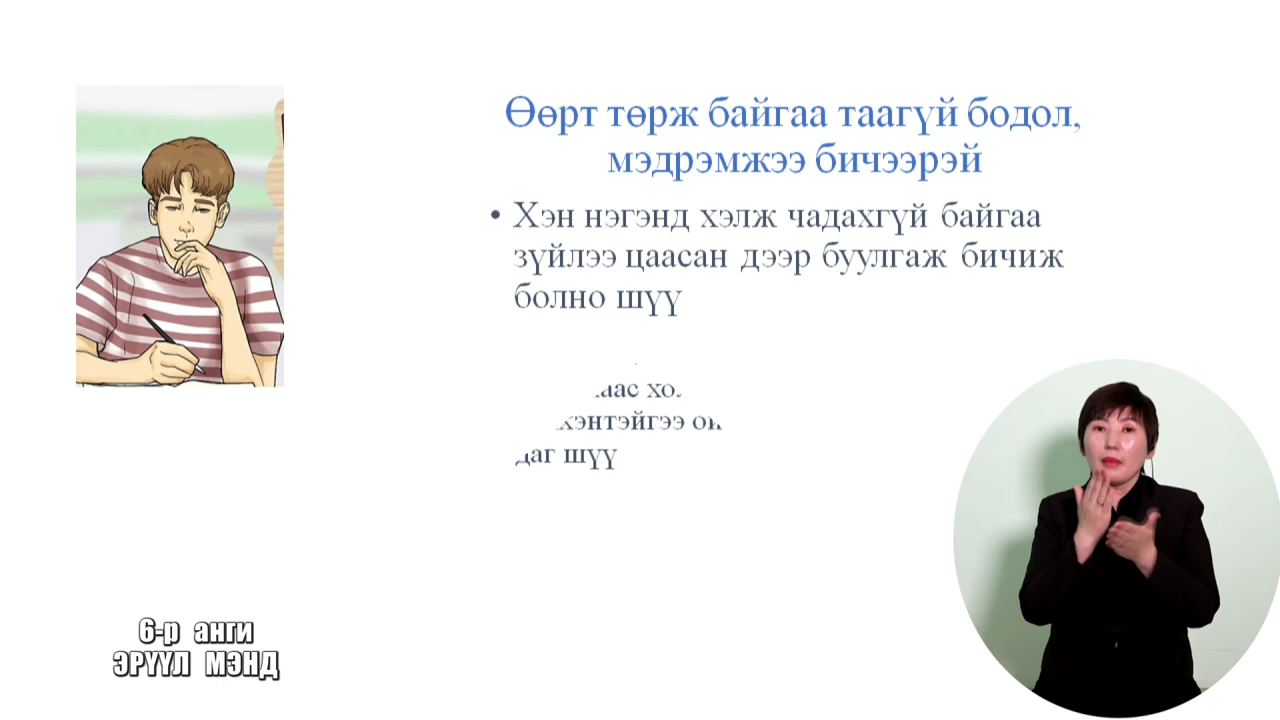 Өөрт төрж байгаа таагүй бодол,
мэдрэмжээ бичээрэй
• Хэн нэгэнд хэлж чадахгүй байгаа
зүйлээ цаасан дээр буулгаж бичиж
болно шүү
шүү
6-р анги
ЭРҮҮЛ МЭНД